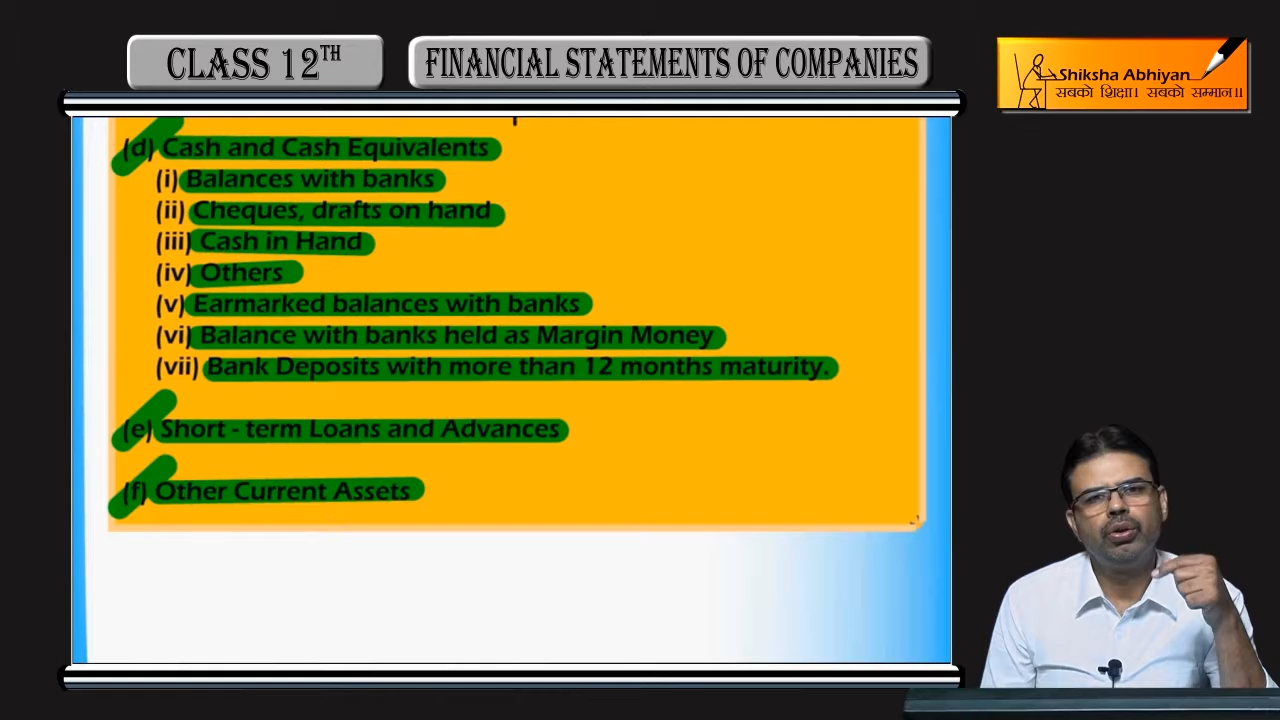 CLASS 12TH
FINANCIAL STATEMENTS OF COMPANIES
Shiksha Abhiyan
सबको शिक्षा। सबको सम्मान।।
(d) Cash and Cash Equivalents
(i) Balances with banks
(ii) Cheques, drafts on hand
(iii) Cash in Hand
(iv) Others
(v) Earmarked balances with banks
(vi) Balance with banks held as Margin Money
(vii) Bank Deposits with more than 12 months maturity.
(e) Short - term Loans and Advances
(f) Other Current Assets